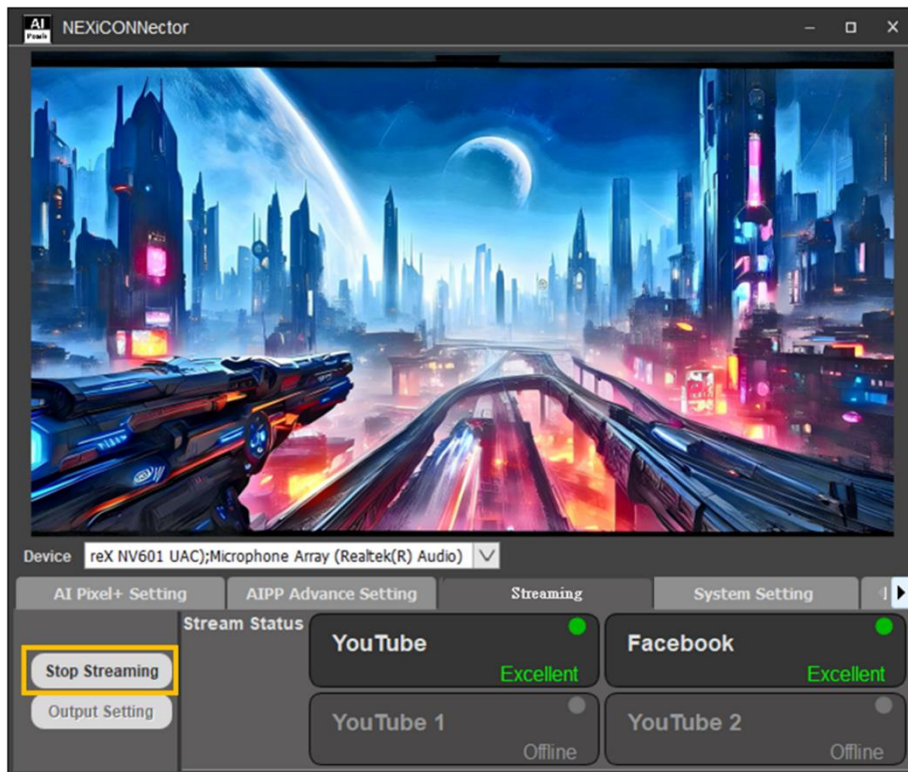 AI
Pixels
NEXiCONNector
Device reX NV601 UAC);Microphone Array (Realtek(R) Audio)
AI Pixel+ Setting AIPP Advance Setting Streaming System Setting
Stream Status
YouTube
Excellent
Facebook
Excellent
Stop Streaming
Output Setting
YouTube 1
Offline
YouTube 2
Offline